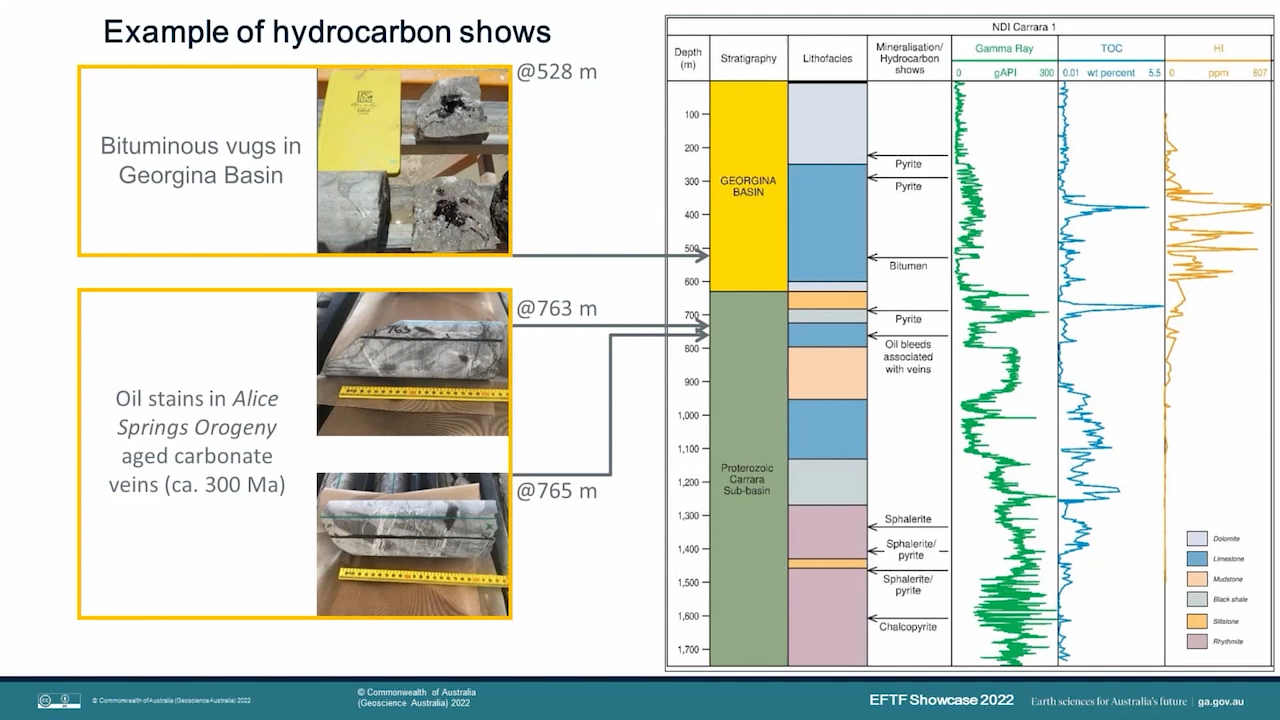 Example of hydrocarbon shows
Bituminous vugs in
Georgina Basin
@528 m
Oil stains in Alice
Springs Orogeny
aged carbonate
veins (ca. 300 Ma)
@763 m
@765 m
NDI Carrara 1
Depth
(m)
Stratigraphy
Lithofacies
Mineralisation/
Hydrocarbon
shows
Gamma Ray
0 gAPI 300
TOC
0.01 wt percent 5.5
HI
0 ppm 607
100
200
300
400
500
600
700
800
900
1,000
1,100
1,200
1,300
1,400
1,500
1,600
1,700
GEORGINA
BASIN
Proterozoic
Carrara
Sub-basin
Pyrite
Pyrite
Bitumen
Pyrite
Oil bleeds
associated
with veins
Sphalerite
Sphalerite/
pyrite
Sphalerite/
pyrite
Chalcopyrite
Dolomite
Limestone
Mudstone
Black shale
Siltstone
Rhythmite
© Commonwealth of Australia (Geoscience Australia) 2022
© Commonwealth of Australia
(Geoscience Australia) 2022
EFTF Showcase 2022
Earth sciences for Australia's future | ga.gov.au